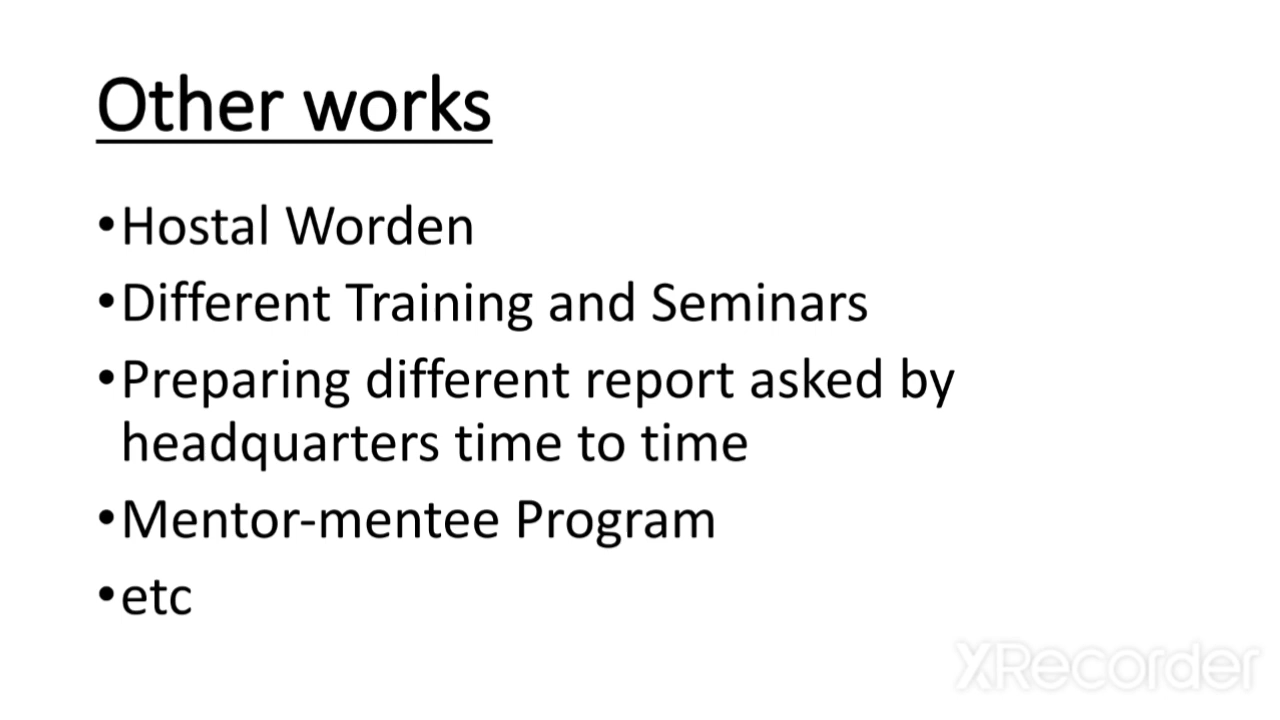 Other works
•Hostal Worden
•Different Training and Seminars
•Preparing different report asked by
headquarters time to time
•Mentor-mentee Program
•etc
XRecorder